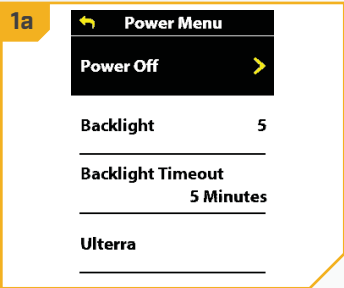 1a
Power Menu
Power Off
Backlight 5
Backlight Timeout
5 Minutes
Ulterra